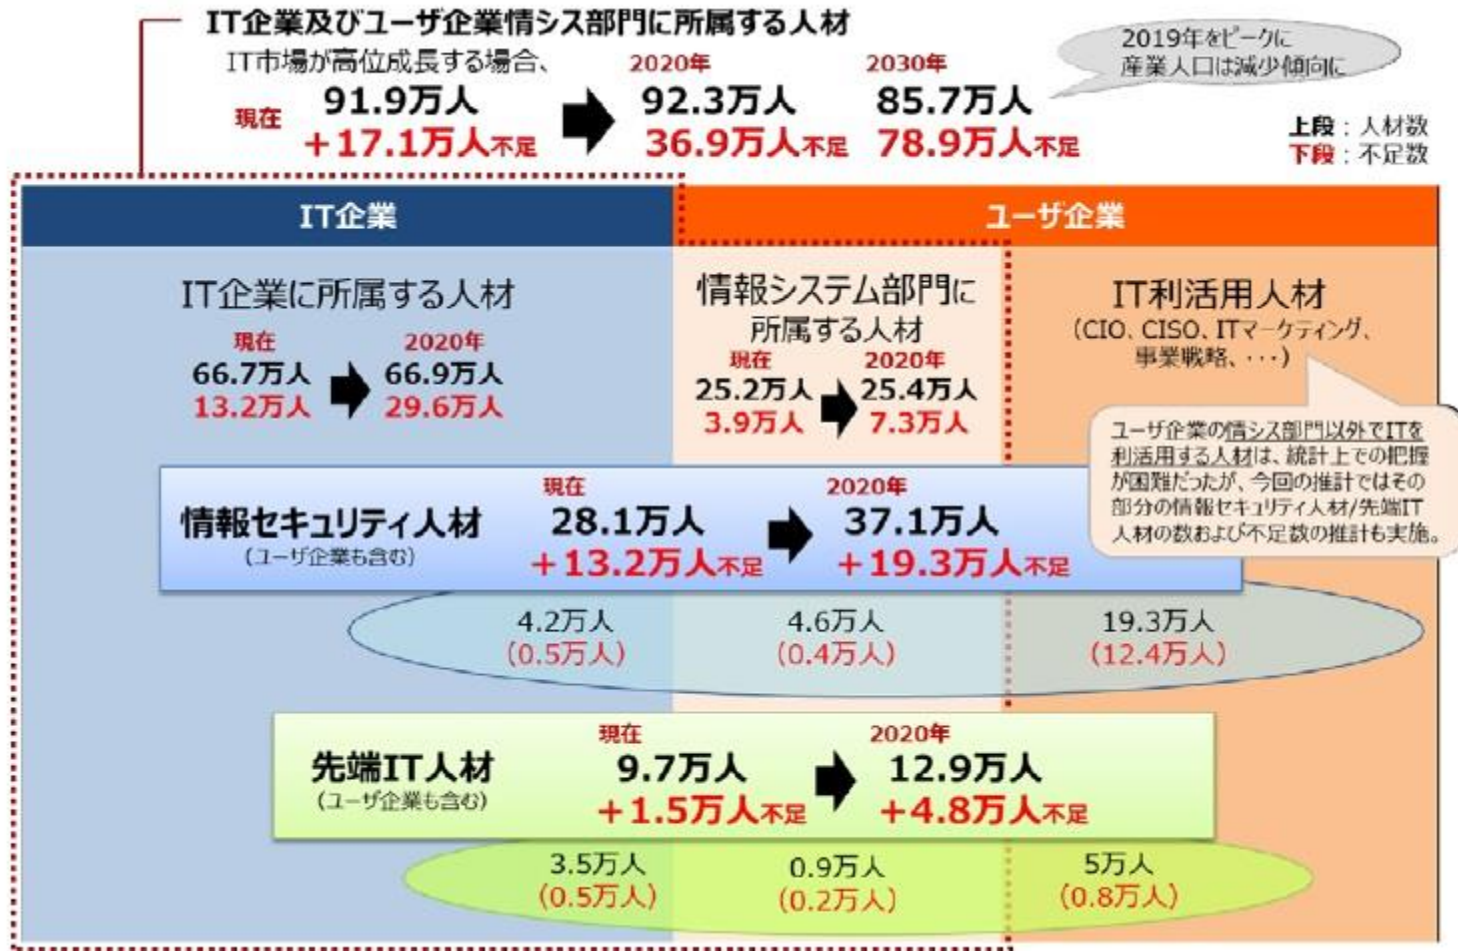 IT企業及びユーザ企業情シス部門に所属する人材
IT市場が高位成長する場合、
2020年 2030年
現在 91.9万人 92.3万人 85.7万人
+17.1万人不足 36.9万人不足 78.9万人不足
2019年をピークに
産業人口は減少傾向に
上段：人材数
下段：不足数
IT企業
ユーザ企業
IT企業に所属する人材
現在 2020年
66.7万人 66.9万人
13.2万人 29.6万人
情報システム部門に
所属する人材
現在 2020年
25.2万人 25.4万人
3.9万人 7.3万人
IT利活用人材
（CIO、CISO、ITマーケティング、
事業戦略、・・・）
ユーザ企業の情シス部門以外でITを
利活用する人材は、統計上での把握
が困難だったが、今回の推計ではその
部分の情報セキュリティ人材/先端IT
人材の数および不足数の推計も実施。
現在 2020年
情報セキュリティ人材 28.1万人 37.1万人
（ユーザ企業も含む） +13.2万人不足 +19.3万人不足
4.2万人 4.6万人 19.3万人
(0.5万人) (0.4万人) (12.4万人)
現在 2020年
先端IT人材 9.7万人 12.9万人
（ユーザ企業も含む） +1.5万人不足 +4.8万人不足
3.5万人 0.9万人 5万人
(0.5万人) (0.2万人) (0.8万人)